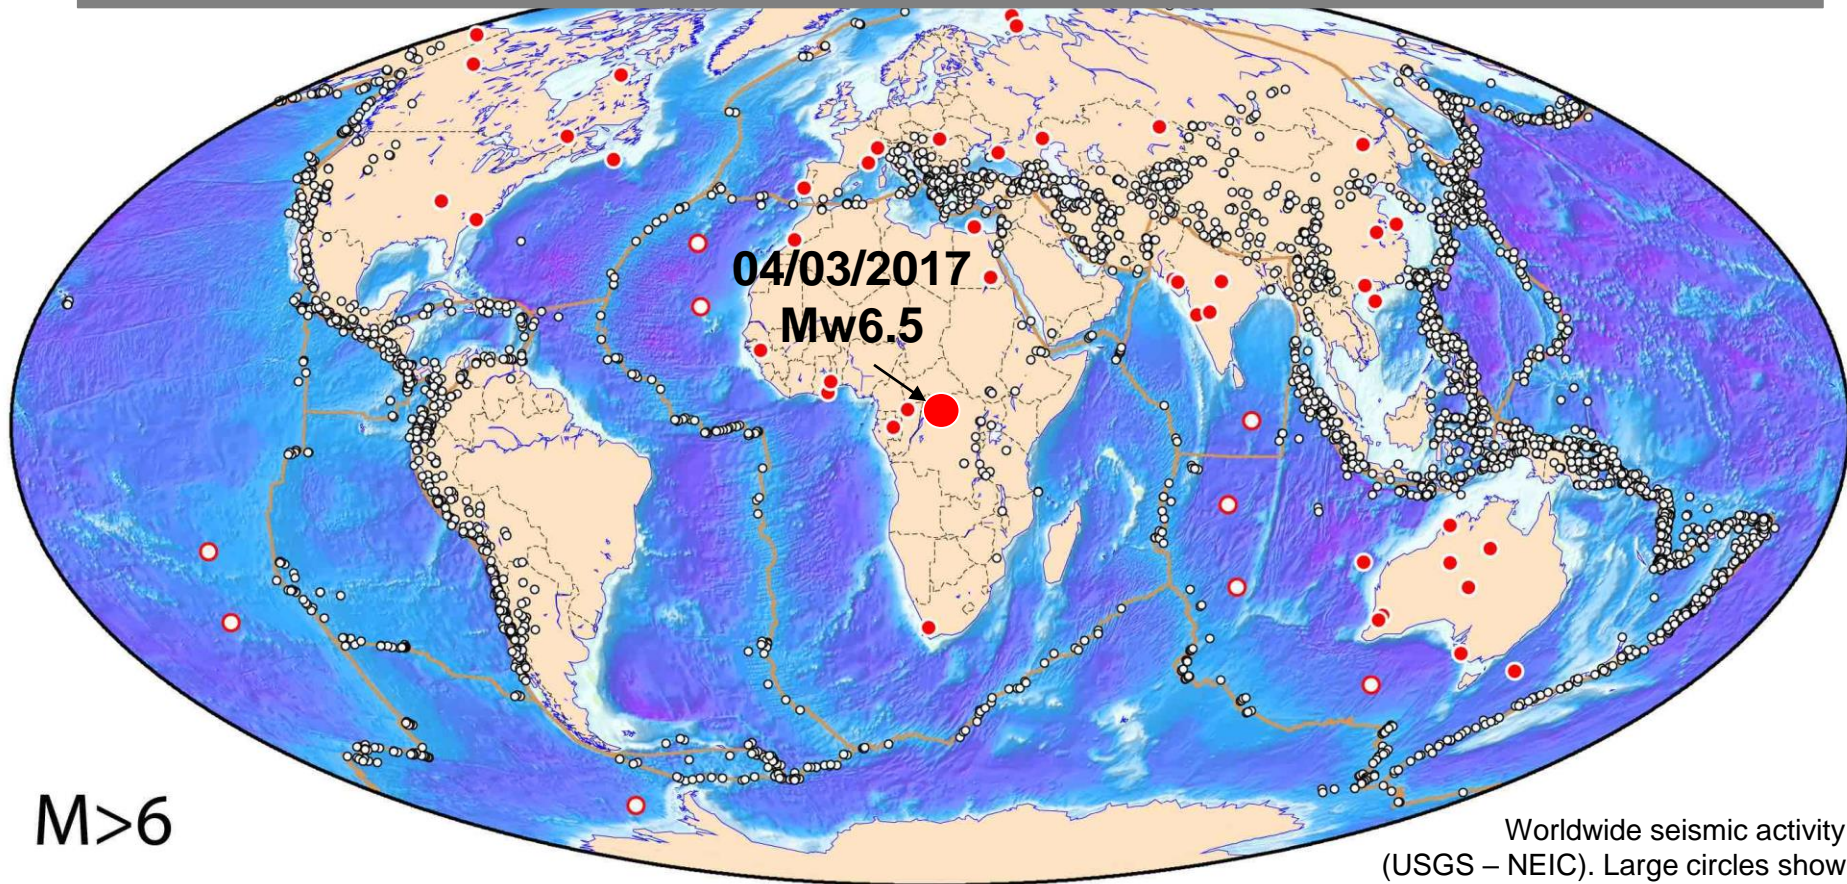 04/03/2017
Mw6.5
M>6
Worldwide seismic activity
(USGS – NEIC). Large circles show